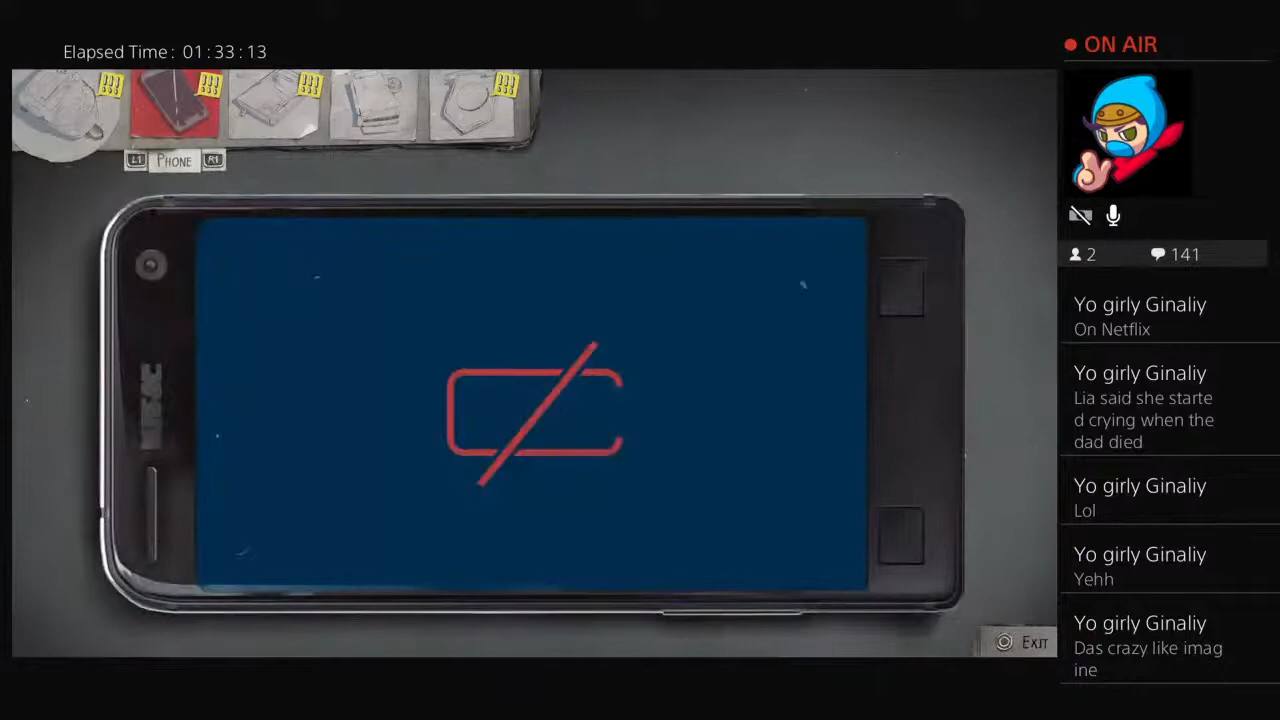 Elapsed Time: 01:33:13
ON AIR
L1 PHONE R1
2 141
Yo girly Ginaliy
On Netflix
Yo girly Ginaliy
Lia said she starte
d crying when the
dad died
Yo girly Ginaliy
Lol
Yo girly Ginaliy
Yehh
Yo girly Ginaliy
Das crazy like imag
ine
EXIT